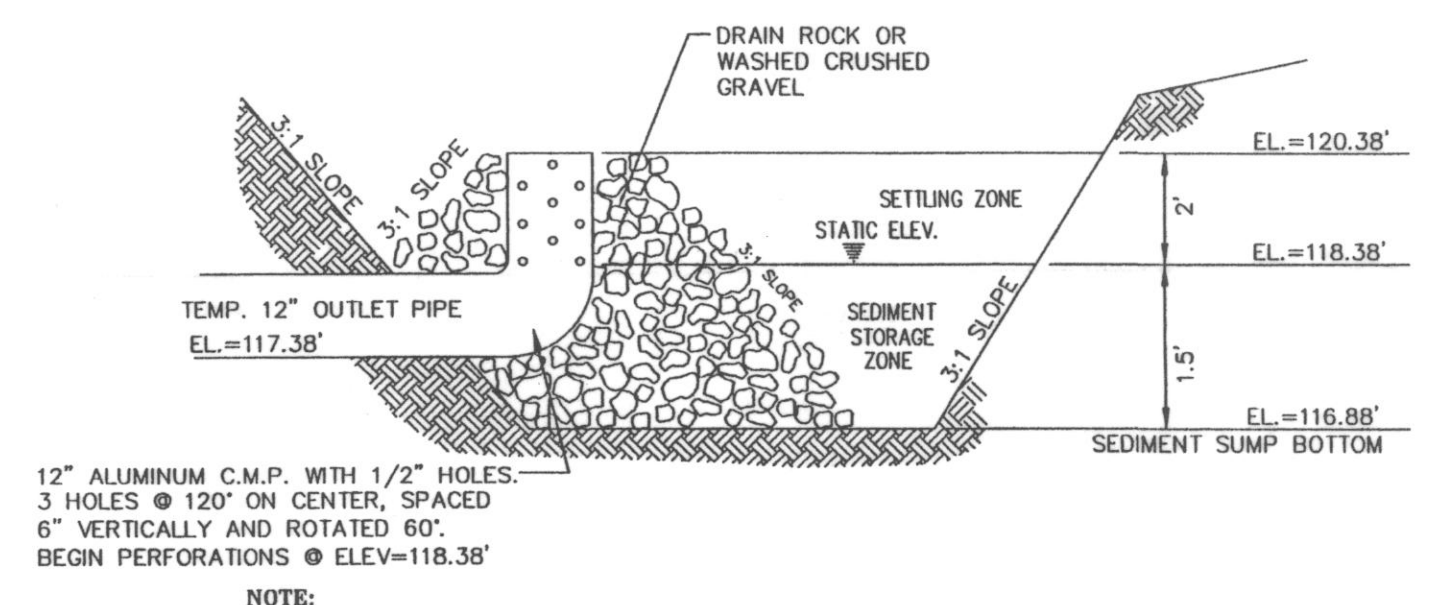 DRAIN ROCK OR
WASHED CRUSHED
GRAVEL
3:1 SLOPE
3:1 SLOPE
EL.=120.38'
SETTLING ZONE
2'
STATIC ELEV.
EL.=118.38'
3:1 SLOPE
TEMP. 12" OUTLET PIPE
EL.=117.38'
SEDIMENT
STORAGE
ZONE
3:1 SLOPE
1.5'
EL.=116.88'
SEDIMENT SUMP BOTTOM
12" ALUMINUM C.M.P. WITH 1/2" HOLES.
3 HOLES @ 120° ON CENTER, SPACED
6" VERTICALLY AND ROTATED 60°.
BEGIN PERFORATIONS @ ELEV=118.38'
NOTE: